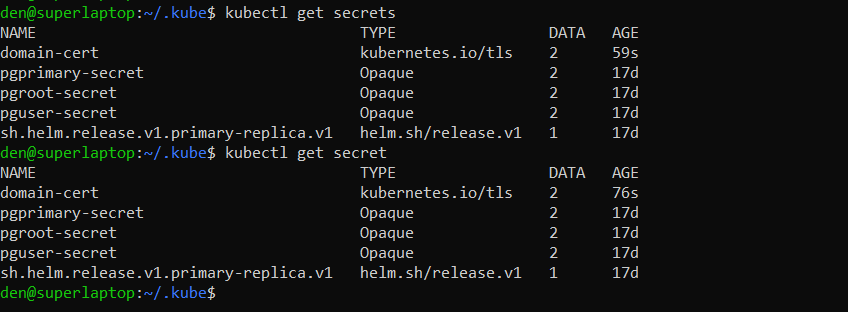 den@superlaptop:~/.kube$ kubectl get secrets
NAME TYPE DATA AGE
domain-cert kubernetes.io/tls 2 59s
pgprimary-secret Opaque 2 17d
pgroot-secret Opaque 2 17d
pguser-secret Opaque 2 17d
sh.helm.release.v1.primary-replica.v1 helm.sh/release.v1 1 17d
den@superlaptop:~/.kube$ kubectl get secret
NAME TYPE DATA AGE
domain-cert kubernetes.io/tls 2 76s
pgprimary-secret Opaque 2 17d
pgroot-secret Opaque 2 17d
pguser-secret Opaque 2 17d
sh.helm.release.v1.primary-replica.v1 helm.sh/release.v1 1 17d
den@superlaptop:~/.kube$